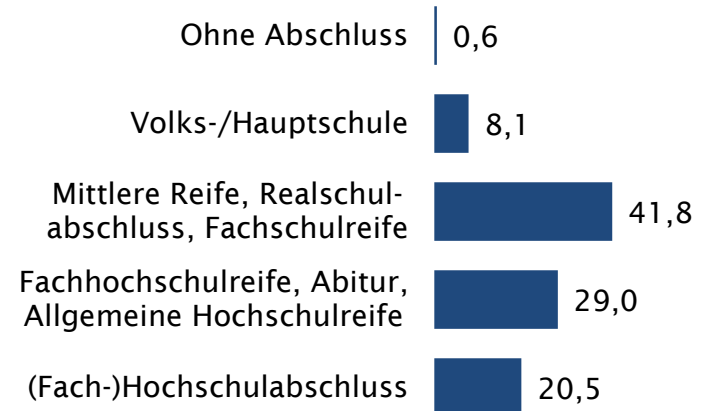 Ohne Abschluss 0,6
Volks-/Hauptschule 8,1
Mittlere Reife, Realschul-
abschluss, Fachschulreife 41,8
Fachhochschulreife, Abitur,
Allgemeine Hochschulreife 29,0
(Fach-)Hochschulabschluss 20,5